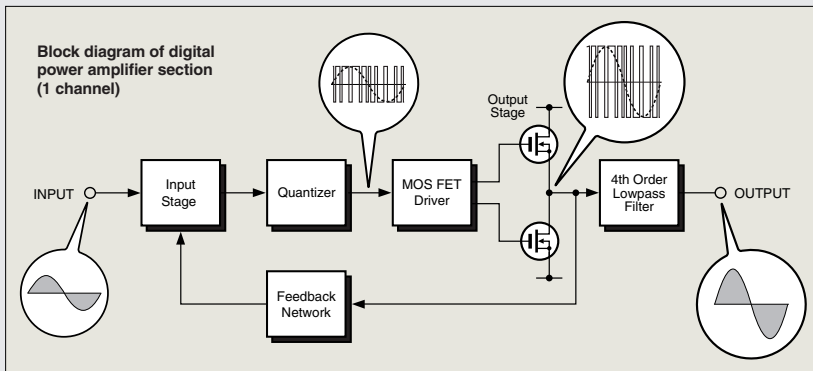 Block diagram of digital
power amplifier section
(1 channel)
Output
Stage
INPUT
Input
Stage
Quantizer
MOS FET
Driver
4th Order
Lowpass
Filter
OUTPUT
Feedback
Network